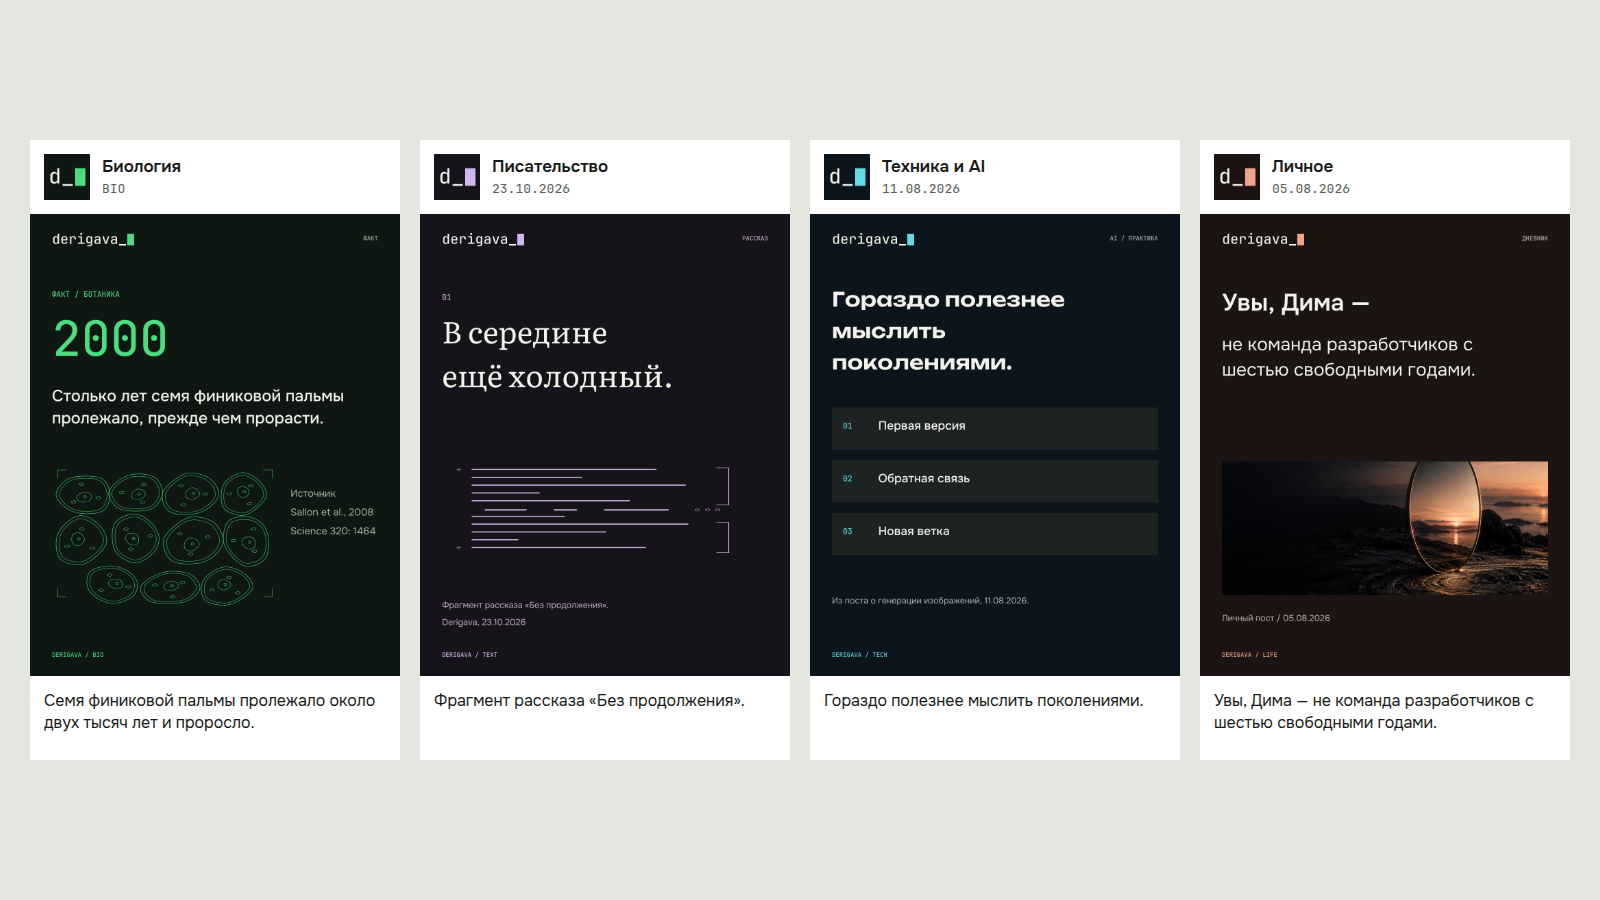 d_
Биология
BIO
derigava_
ФАКТ
ФАКТ / БОТАНИКА
2000
Столько лет семя финиковой пальмы
пролежало, прежде чем прорасти.
Источник
Sallon et al., 2008
Science 320: 1464
DERIGAVA / BIO
Семя финиковой пальмы пролежало около
двух тысяч лет и проросло.
d_
Писательство
23.10.2026
derigava_
РАССКАЗ
01
В середине
ещё холодный.
Фрагмент рассказа «Без продолжения».
Derigava, 23.10.2026
DERIGAVA / TEXT
Фрагмент рассказа «Без продолжения».
d_
Техника и AI
11.08.2026
derigava_
AI / ПРАКТИКА
Гораздо полезнее
мыслить
поколениями.
01 Первая версия
02 Обратная связь
03 Новая ветка
Из поста о генерации изображений, 11.08.2026.
DERIGAVA / TECH
Гораздо полезнее мыслить поколениями.
d_
Личное
05.08.2026
derigava_
ДНЕВНИК
Увы, Дима —
не команда разработчиков с
шестью свободными годами.
Личный пост / 05.08.2026
DERIGAVA / LIFE
Увы, Дима — не команда разработчиков с
шестью свободными годами.